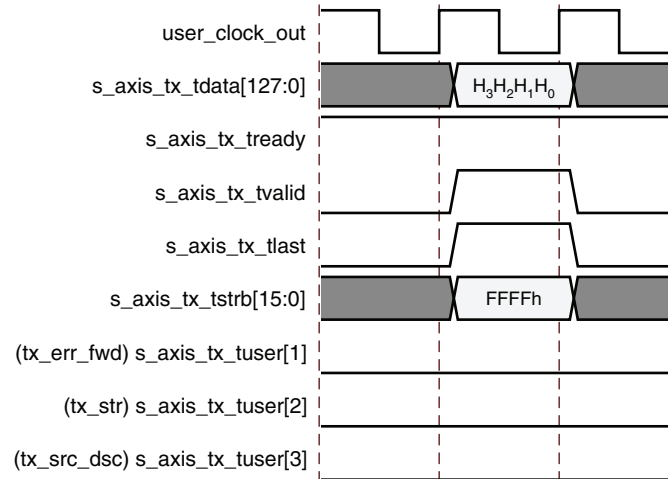 user_clock_out
s_axis_tx_tdata[127:0] H₃H₂H₁H₀
s_axis_tx_tready
s_axis_tx_tvalid
s_axis_tx_tlast
s_axis_tx_tstrb[15:0] FFFFh
(tx_err_fwd) s_axis_tx_tuser[1]
(tx_str) s_axis_tx_tuser[2]
(tx_src_dsc) s_axis_tx_tuser[3]